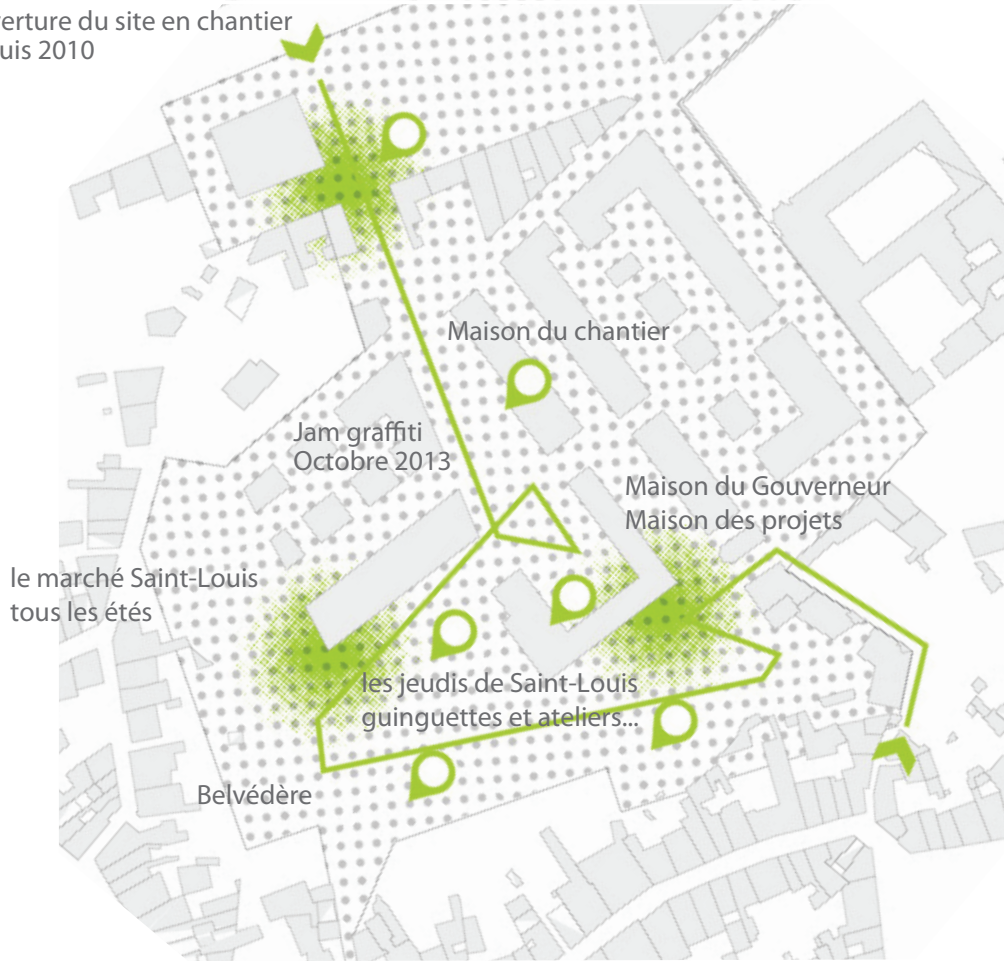 verture du site en chantier
uis 2010
Maison du chantier
Jam graffiti
Octobre 2013
Maison du Gouverneur
Maison des projets
le marché Saint-Louis
tous les étés
les jeudis de Saint-Louis
guinguettes et ateliers...
Belvédère